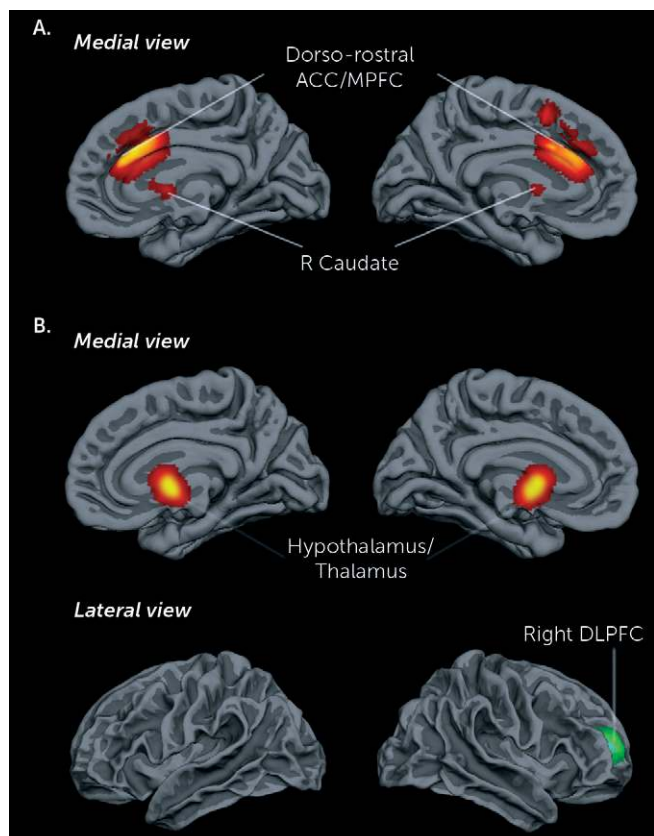 A.
Medial view
Dorso-rostral
ACC/MPFC
R Caudate
B.
Medial view
Hypothalamus/
Thalamus
Lateral view
Right DLPFC